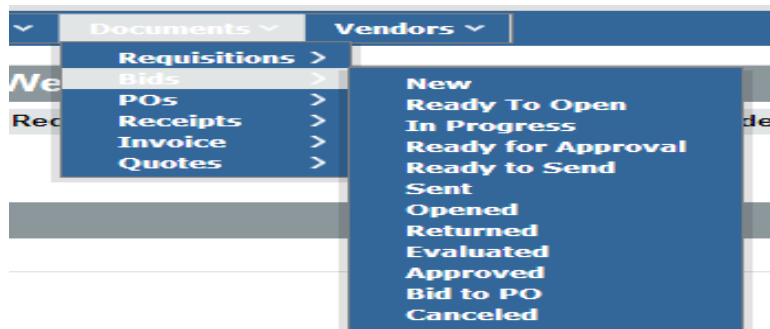 Documents
Vendors
Requisitions >
Bids >
POs >
Receipts >
Invoice >
Quotes >
New
Ready To Open
In Progress
Ready for Approval
Ready to Send
Sent
Opened
Returned
Evaluated
Approved
Bid to PO
Canceled